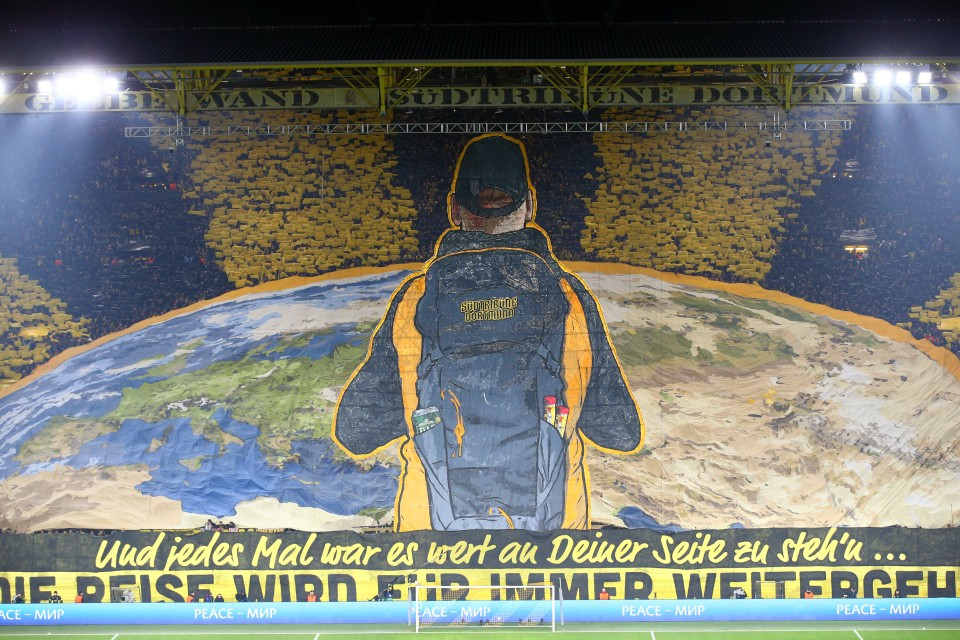 GELBE WAND SÜDTRIBÜNE DORTMUND
SÜDTRIBÜNE
DORTMUND
Und jedes Mal war es wert an Deiner Seite zu steh'n ...
DIE REISE WIRD FÜR IMMER WEITERGEH
PEACE – МИР PEACE – МИР PEACE – МИР PEACE – МИР PEACE – МИР